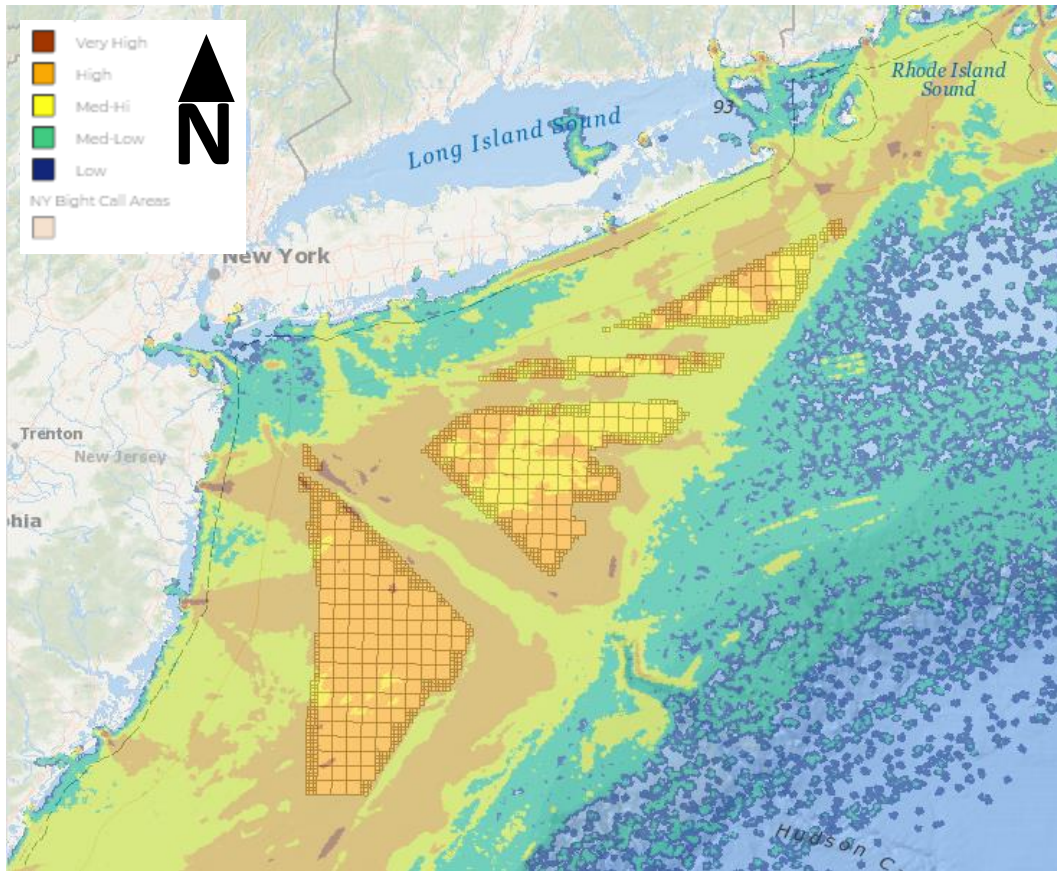 Very High
High
Med-Hi
Med-Low
Low
NY Bight Call Areas
N
Long Island Sound
93
Rhode Island
Sound
New York
Trenton
New Jersey
phia
Hudson C